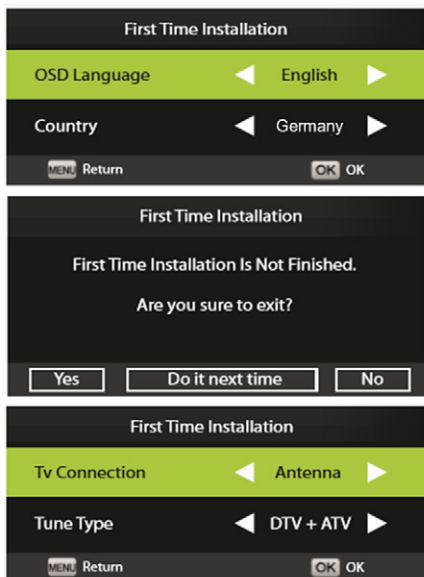 First Time Installation
OSD Language English
Country Germany
MENU Return OK OK
First Time Installation
First Time Installation Is Not Finished.
Are you sure to exit?
Yes Do it next time No
First Time Installation
Tv Connection Antenna
Tune Type DTV + ATV
MENU Return OK OK